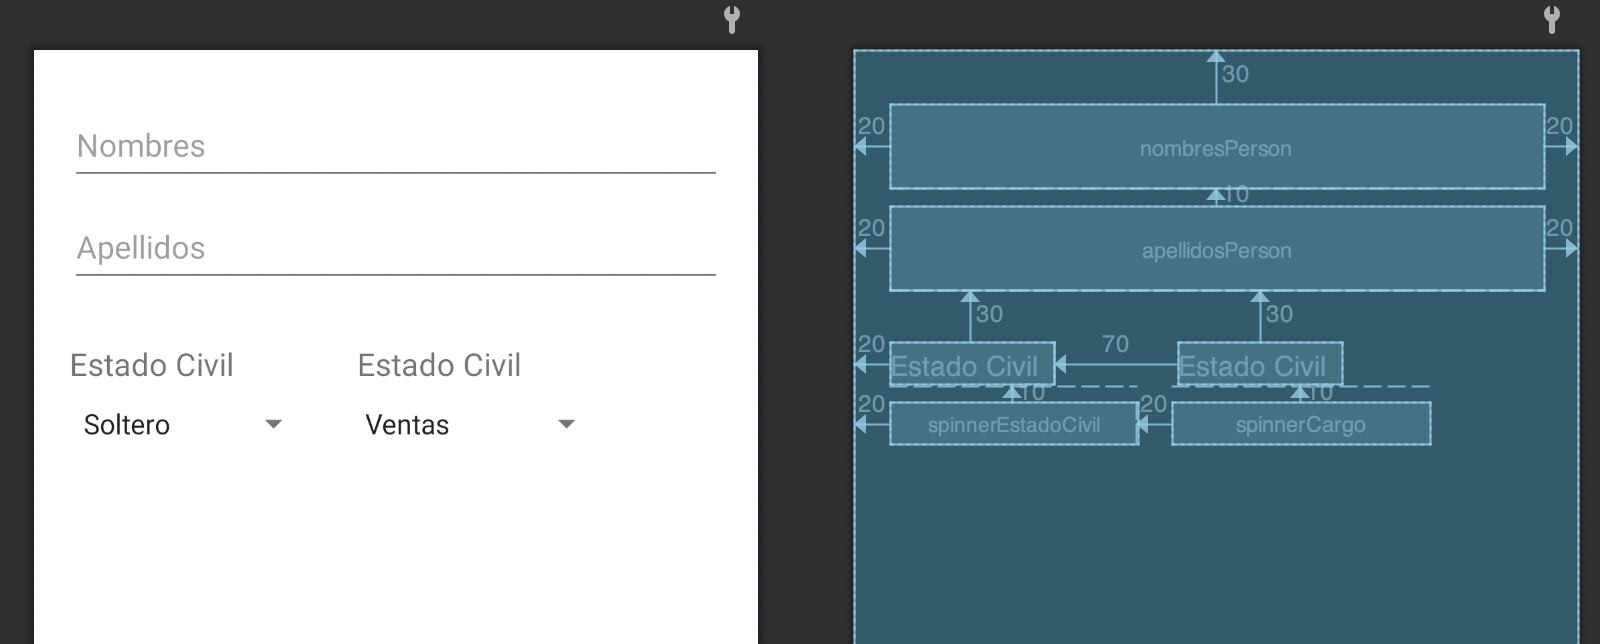 Nombres
Apellidos
Estado Civil Estado Civil
Soltero Ventas
30
20 20
nombresPerson
10
20 20
apellidosPerson
30 30
20 70
Estado Civil Estado Civil
10 10
20 20
spinnerEstadoCivil spinnerCargo